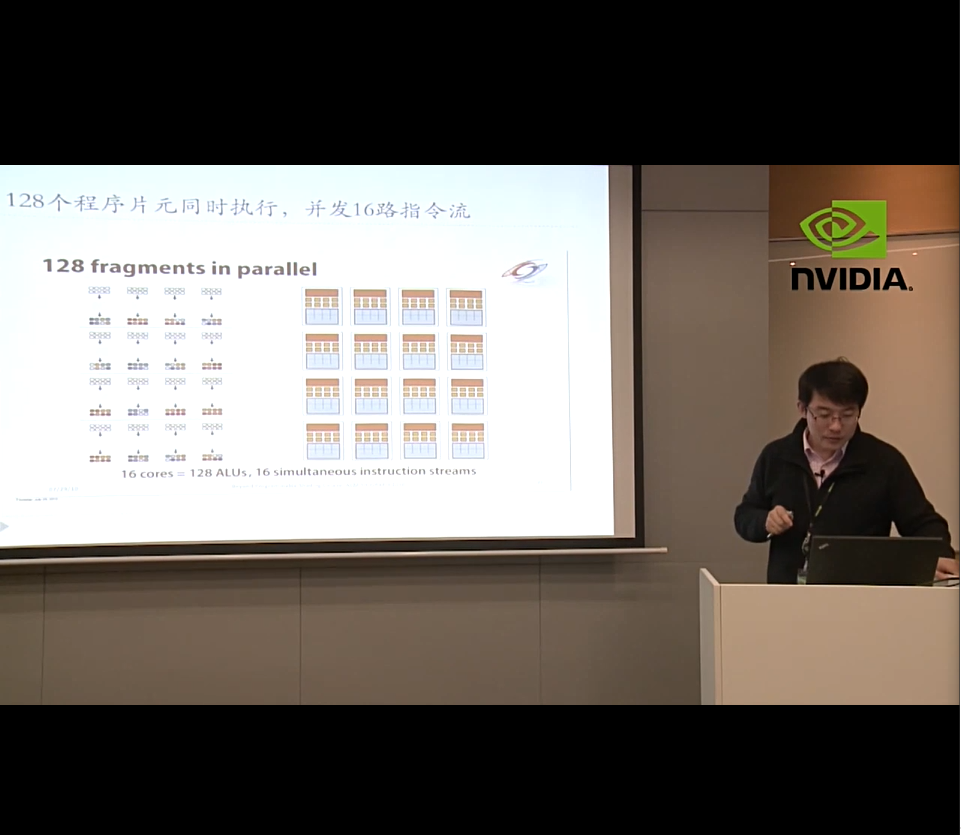 128个程序片元同时执行，并发16路指令流
128 fragments in parallel
16 cores = 128 ALUs, 16 simultaneous instruction streams
NVIDIA